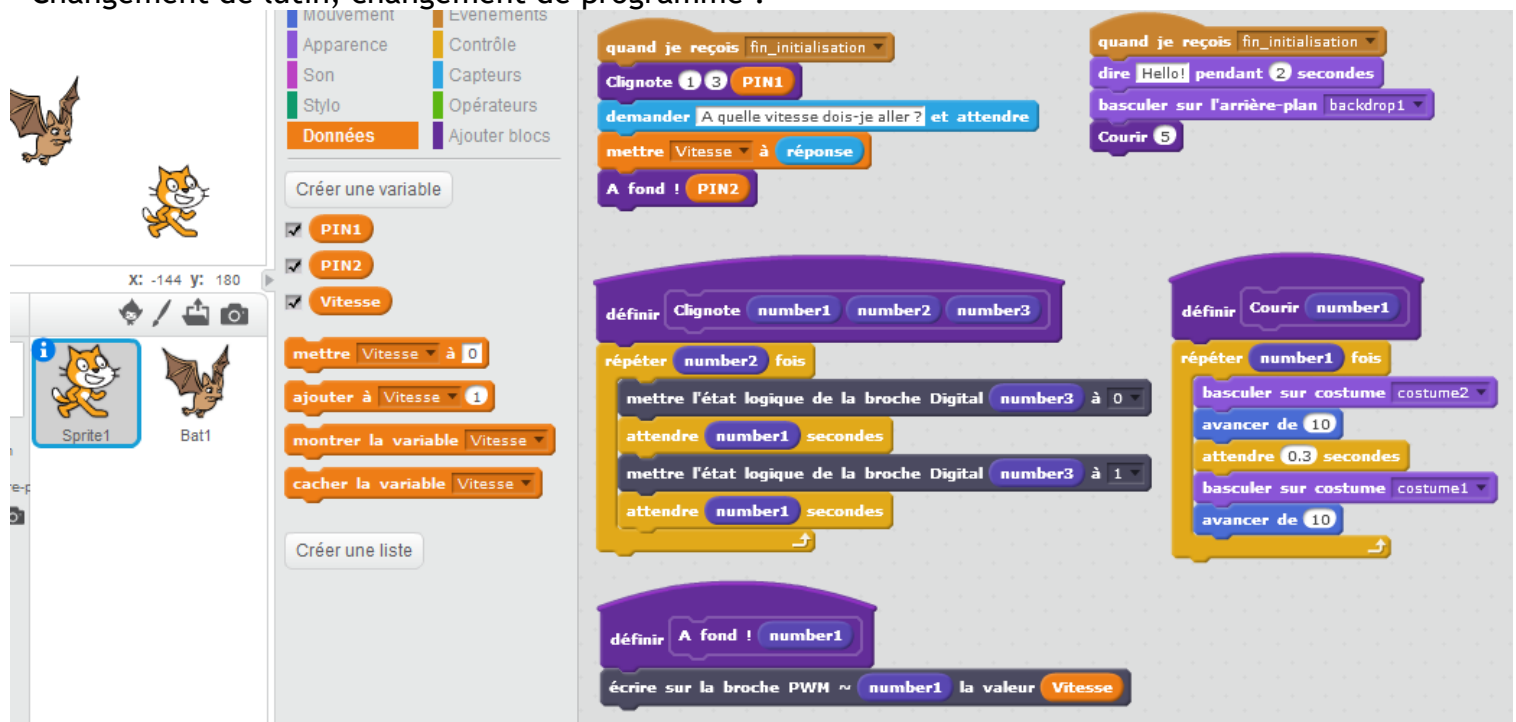 Changement de lutin, changement de programme !
Mouvement
Evènements
Apparence
Contrôle
Son
Capteurs
Stylo
Opérateurs
Données
Ajouter blocs
Créer une variable
PIN1
PIN2
Vitesse
mettre Vitesse à 0
ajouter à Vitesse 1
montrer la variable Vitesse
cacher la variable Vitesse
Créer une liste
x: -144 y: 180
Sprite1
Bat1
quand je reçois fin_initialisation
Clignote 1 3 PIN1
demander A quelle vitesse dois-je aller ? et attendre
mettre Vitesse à réponse
A fond ! PIN2
quand je reçois fin_initialisation
dire Hello! pendant 2 secondes
basculer sur l'arrière-plan backdrop1
Courir 5
définir Clignote number1 number2 number3
répéter number2 fois
mettre l'état logique de la broche Digital number3 à 0
attendre number1 secondes
mettre l'état logique de la broche Digital number3 à 1
attendre number1 secondes
définir Courir number1
répéter number1 fois
basculer sur costume costume2
avancer de 10
attendre 0.3 secondes
basculer sur costume costume1
avancer de 10
définir A fond ! number1
écrire sur la broche PWM ~ number1 la valeur Vitesse